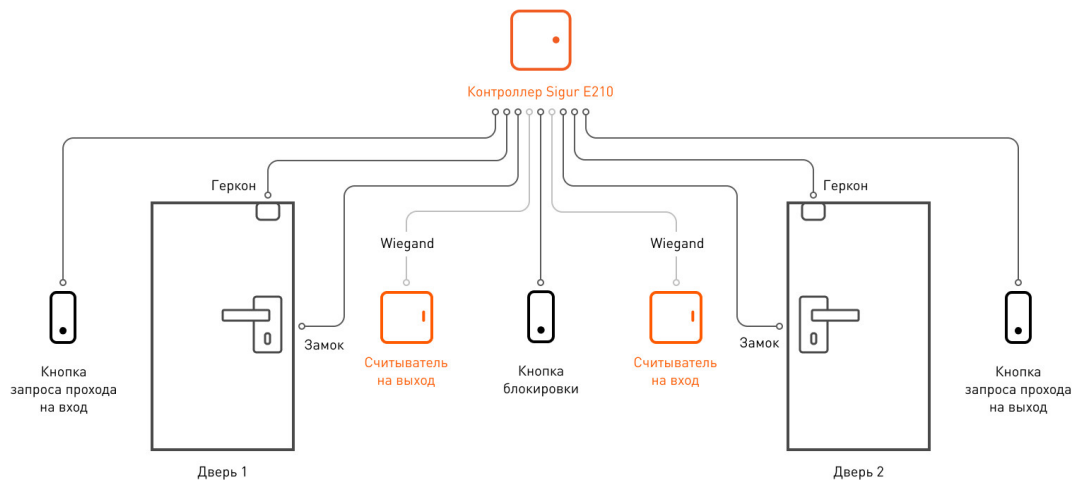 Контроллер Sigur E210
Геркон
Геркон
Wiegand
Wiegand
Замок
Замок
Кнопка
запроса прохода
на вход
Считыватель
на выход
Кнопка
блокировки
Считыватель
на вход
Кнопка
запроса прохода
на выход
Дверь 1
Дверь 2